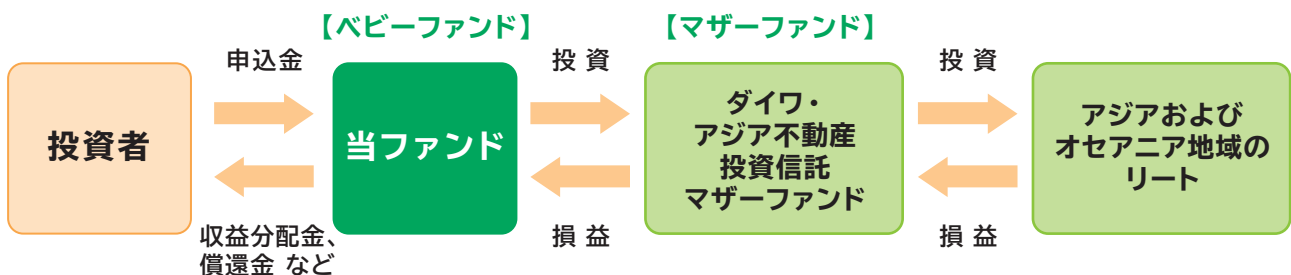 【ベビーファンド】
【マザーファンド】
申込金
投 資
投 資
投資者
当ファンド
ダイワ・
アジア不動産
投資信託
マザーファンド
アジアおよび
オセアニア地域の
リート
収益分配金、
償還金 など
損 益
損 益